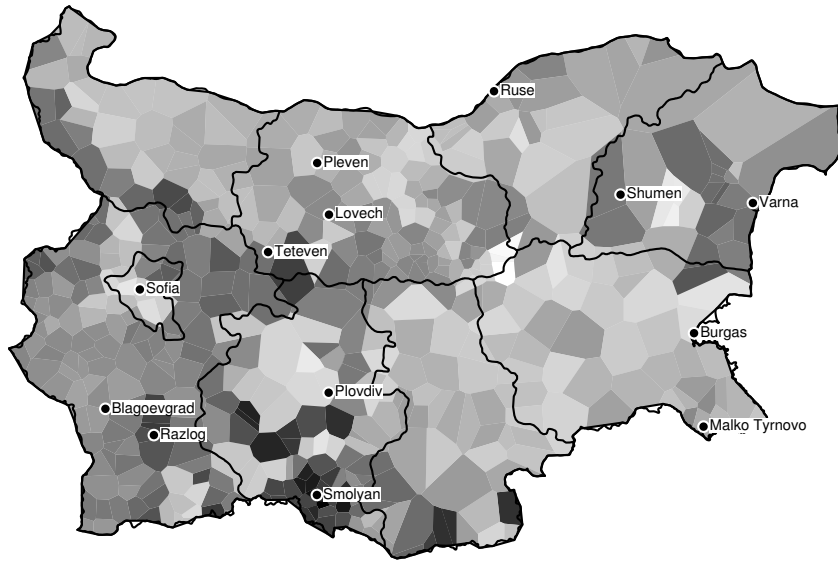 Ruse
Pleven
Shumen
Varna
Lovech
Teteven
Sofia
Burgas
Plovdiv
Blagoevgrad
Malko Tyrnovo
Razlog
Smolyan